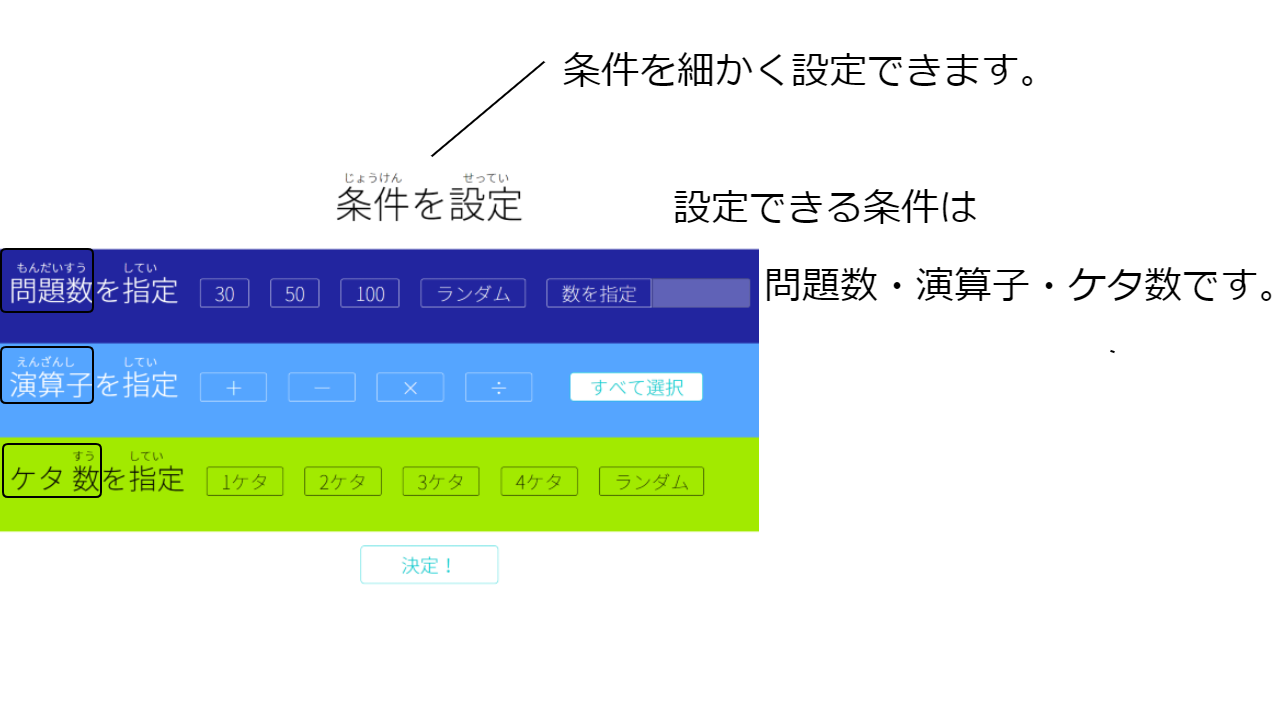 条件を細かく設定できます。
じょうけん せってい
条件を設定
設定できる条件は
もんだいすう してい
問題数を指定 30 50 100 ランダム 数を指定
問題数・演算子・ケタ数です。
えんざんし してい
演算子を指定 + − × ÷ すべて選択
すう してい
ケタ数を指定 1ケタ 2ケタ 3ケタ 4ケタ ランダム
決定！